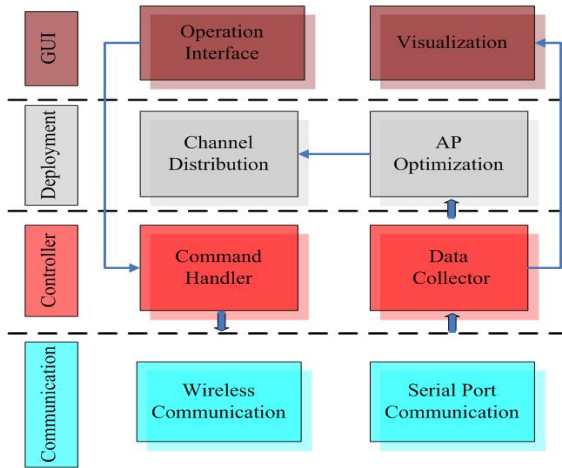 GUI
Operation
Interface
Visualization
Deployment
Channel
Distribution
AP
Optimization
Controller
Command
Handler
Data
Collector
Communication
Wireless
Communication
Serial Port
Communication